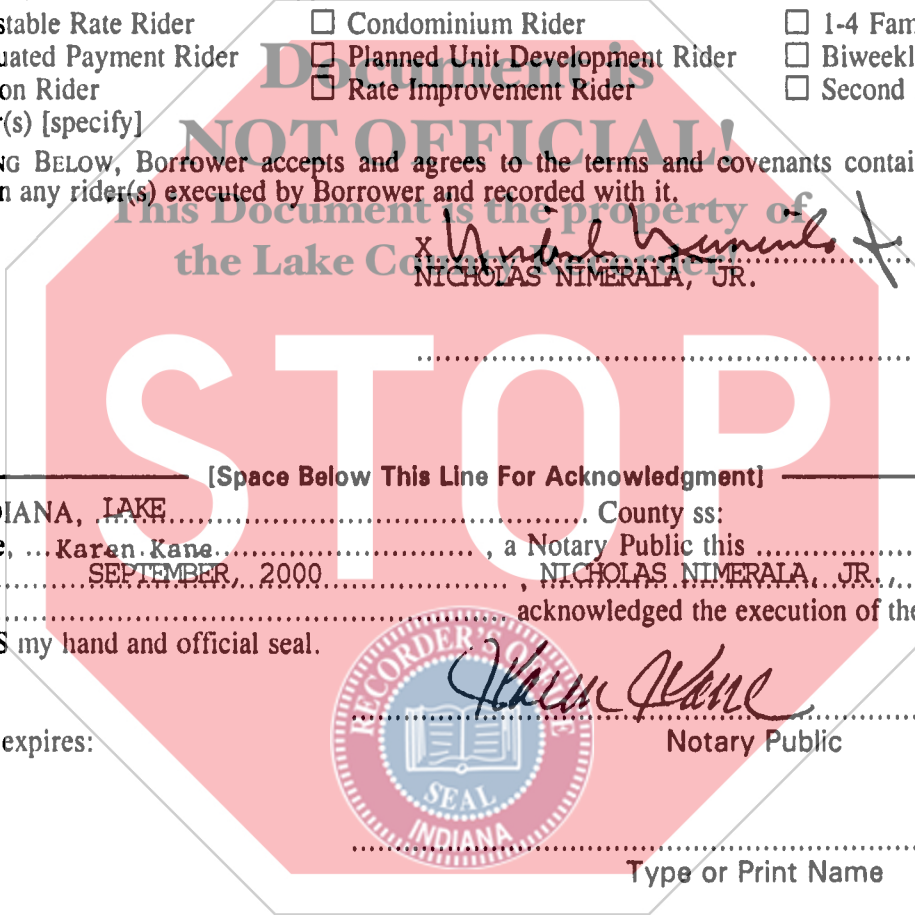 stable Rate Rider ☐ Condominium Rider ☐ 1-4 Fam
uated Payment Rider ☐ Planned Unit Development Rider ☐ Biweekl
on Rider ☐ Rate Improvement Rider ☐ Second
r(s) [specify]
Document is
NOT OFFICIAL!
This Document is the property of
the Lake County Recorder!
NG BELOW, Borrower accepts and agrees to the terms and covenants contai
n any rider(s) executed by Borrower and recorded with it.
X
NICHOLAS NIMERALA, JR.
STOP
[Space Below This Line For Acknowledgment]
DIANA, LAKE County ss:
e, Karen Kane, a Notary Public this
SEPTEMBER, 2000, NICHOLAS NIMERALA, JR.,
acknowledged the execution of the
S my hand and official seal.
Karen Kane
expires:
Notary Public
RECORDER'S OFFICE
SEAL
INDIANA
Type or Print Name